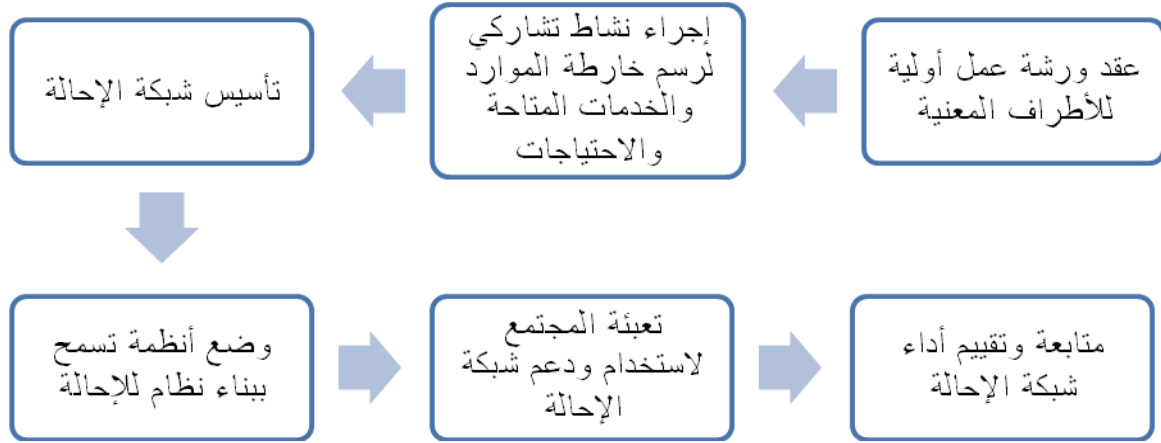 عقد ورشة عمل أولية
للأطراف المعنية
إجراء نشاط تشاركي
لرسم خارطة الموارد
والخدمات المتاحة
والاحتياجات
تأسيس شبكة الإحالة
وضع أنظمة تسمح
ببناء نظام للإحالة
تعبئة المجتمع
لاستخدام ودعم شبكة
الإحالة
متابعة وتقييم أداء
شبكة الإحالة